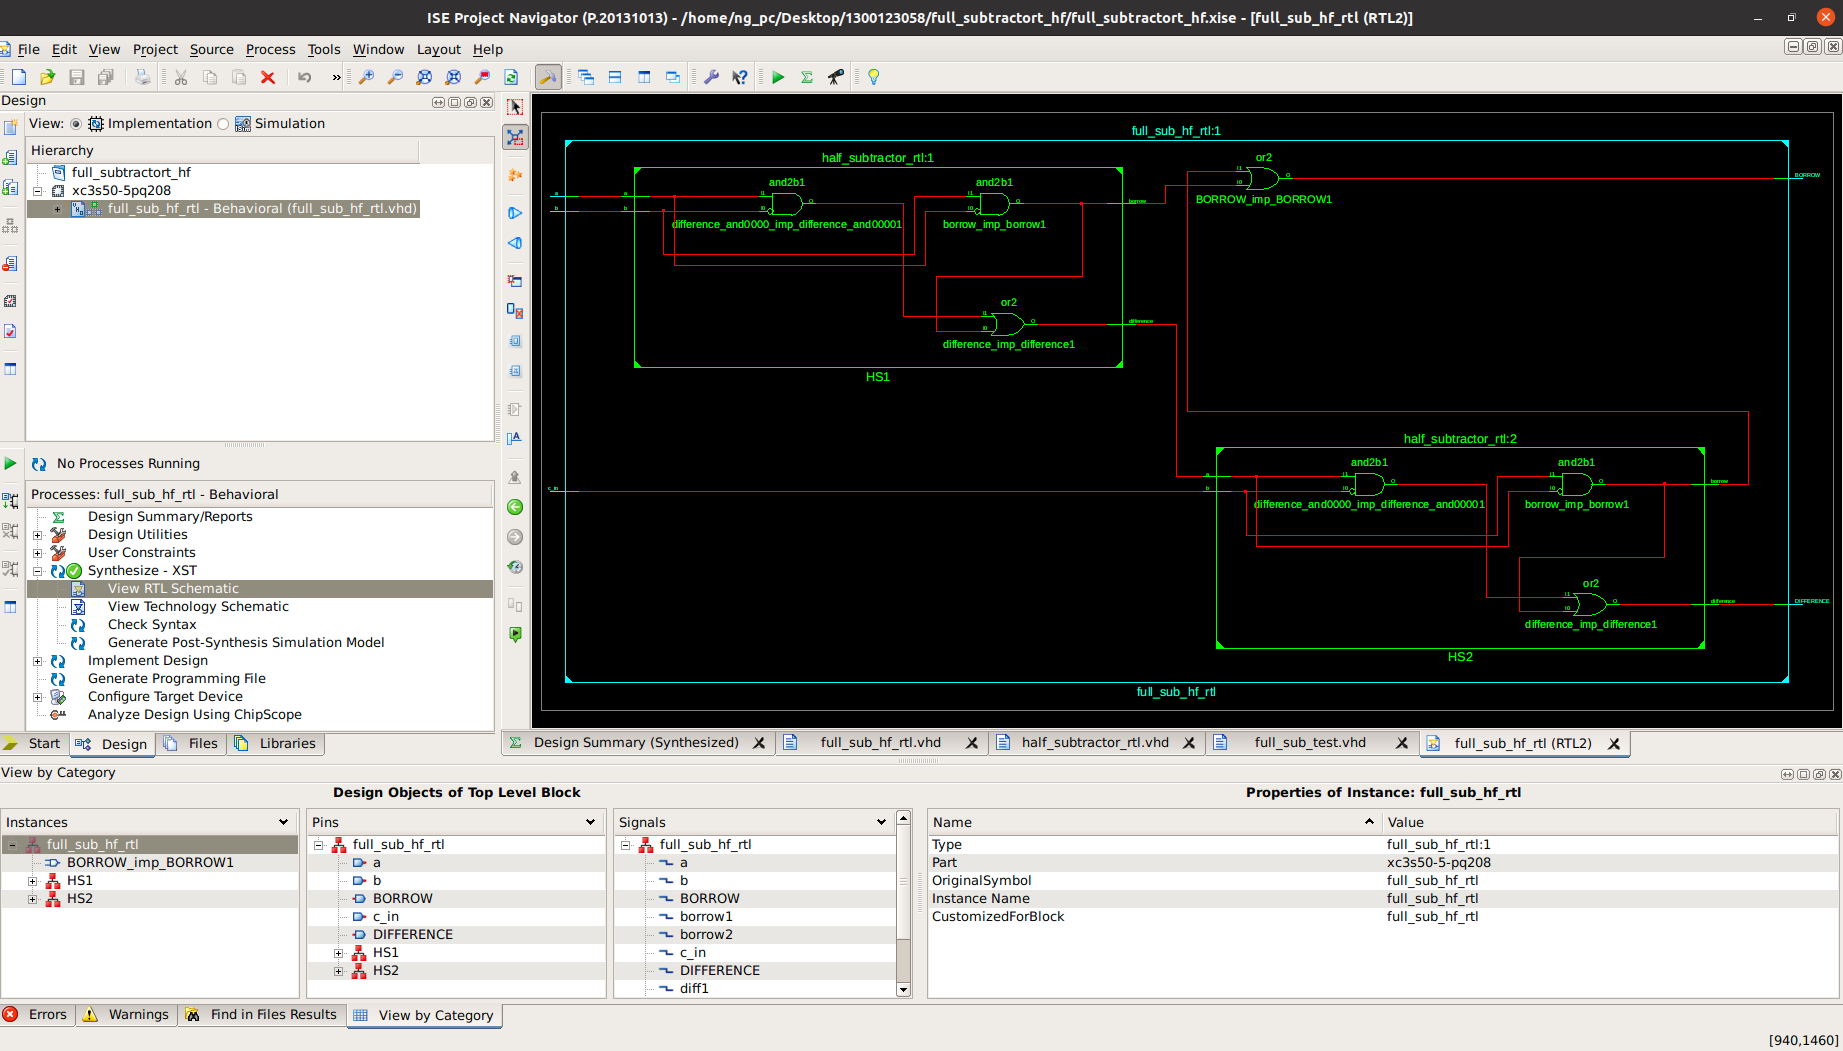 ISE Project Navigator (P.20131013) - /home/ng_pc/Desktop/1300123058/full_subtractort_hf/full_subtractort_hf.xise - [full_sub_hf_rtl (RTL2)]
File Edit View Project Source Process Tools Window Layout Help
Design
View: Implementation Simulation
Hierarchy
full_subtractort_hf
xc3s50-5pq208
full_sub_hf_rtl - Behavioral (full_sub_hf_rtl.vhd)
No Processes Running
Processes: full_sub_hf_rtl - Behavioral
Design Summary/Reports
Design Utilities
User Constraints
Synthesize - XST
View RTL Schematic
View Technology Schematic
Check Syntax
Generate Post-Synthesis Simulation Model
Implement Design
Generate Programming File
Configure Target Device
Analyze Design Using ChipScope
Start Design Files Libraries
full_sub_hf_rtl:1
half_subtractor_rtl:1
or2
and2b1 and2b1
BORROW
a a
b b
borrow
BORROW_imp_BORROW1
difference_and0000_imp_difference_and00001 borrow_imp_borrow1
or2
difference
difference_imp_difference1
HS1
half_subtractor_rtl:2
and2b1 and2b1
a
borrow
c_in b
difference_and0000_imp_difference_and00001 borrow_imp_borrow1
or2
difference DIFFERENCE
difference_imp_difference1
HS2
full_sub_hf_rtl
Design Summary (Synthesized) full_sub_hf_rtl.vhd half_subtractor_rtl.vhd full_sub_test.vhd full_sub_hf_rtl (RTL2)
View by Category
Design Objects of Top Level Block
Instances
full_sub_hf_rtl
BORROW_imp_BORROW1
HS1
HS2
Pins
full_sub_hf_rtl
a
b
BORROW
c_in
DIFFERENCE
HS1
HS2
Signals
full_sub_hf_rtl
a
b
BORROW
borrow1
borrow2
c_in
DIFFERENCE
diff1
Properties of Instance: full_sub_hf_rtl
Name Value
Type full_sub_hf_rtl:1
Part xc3s50-5-pq208
OriginalSymbol full_sub_hf_rtl
Instance Name full_sub_hf_rtl
CustomizedForBlock full_sub_hf_rtl
Errors Warnings Find in Files Results View by Category
[940,1460]